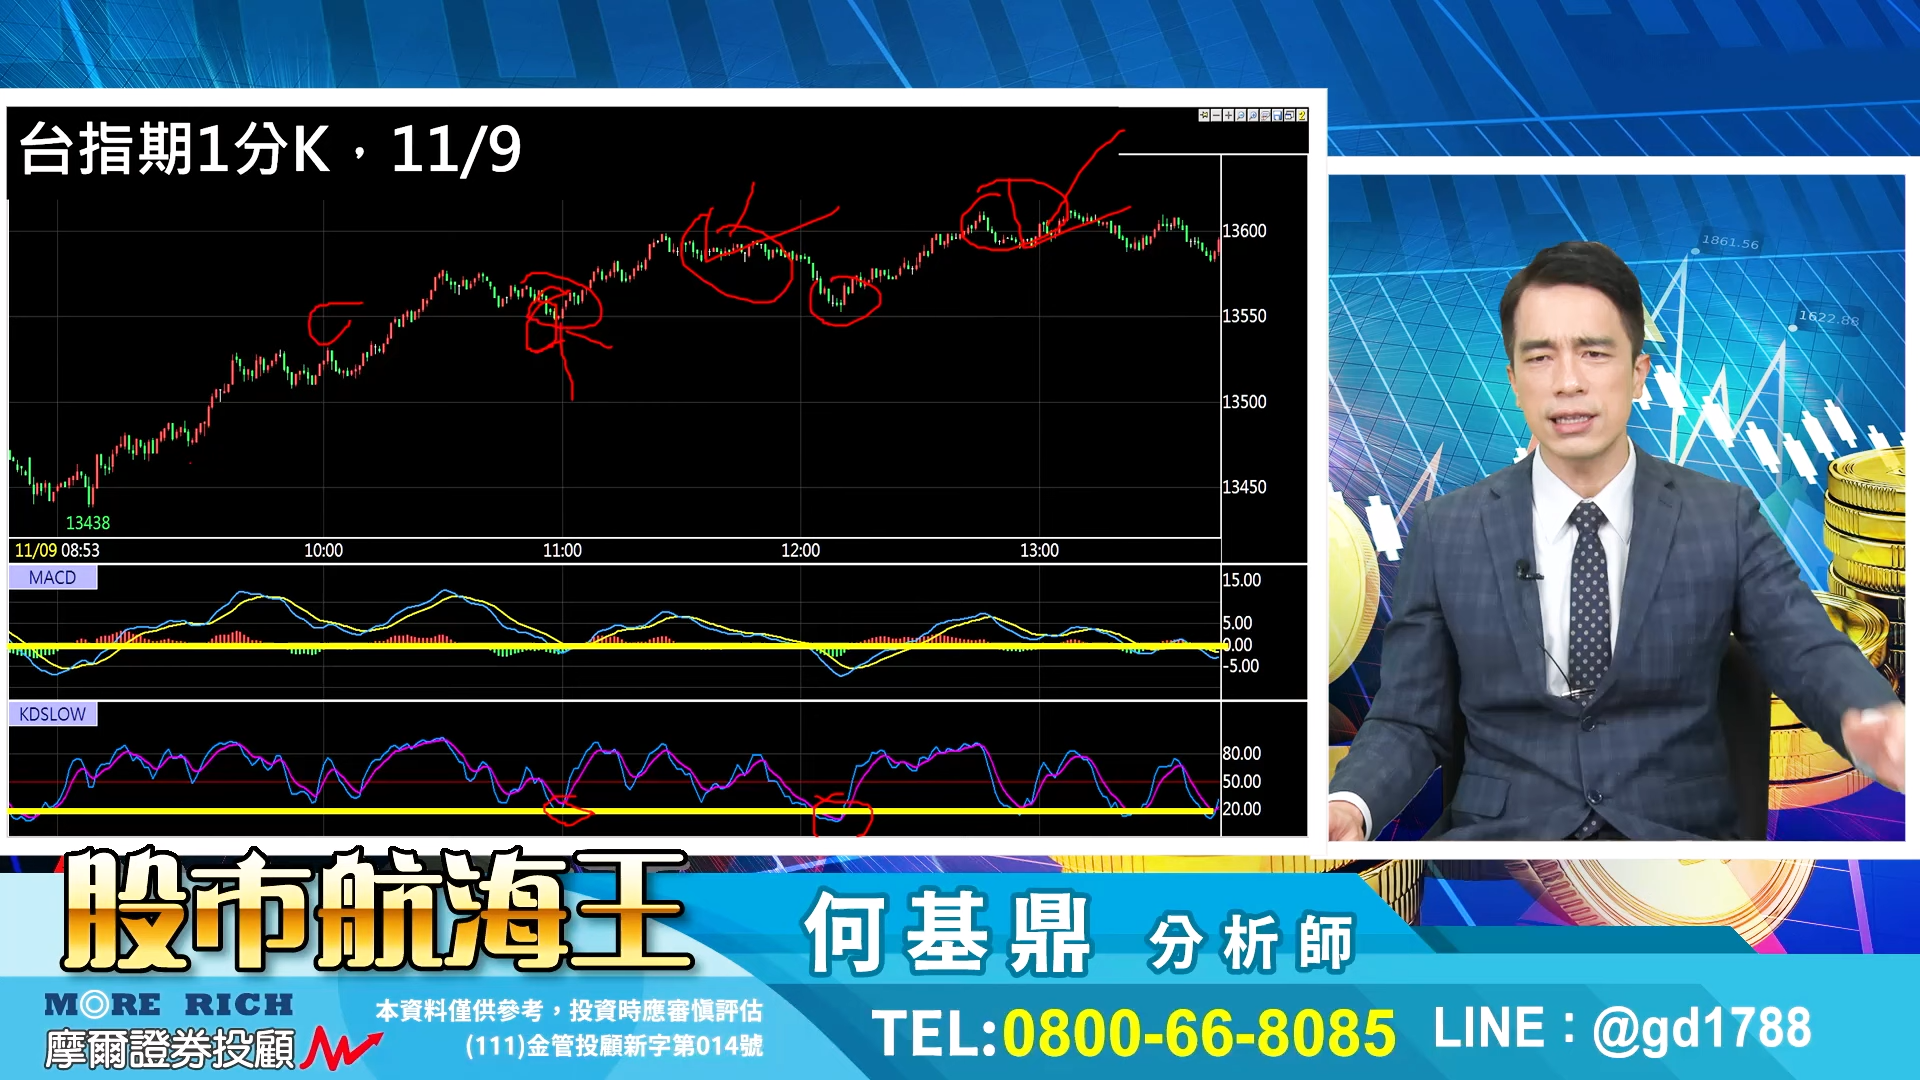 台指期1分K,11/9
13600
13550
13500
13450
13438
11/09 08:53 10:00 11:00 12:00 13:00
MACD
15.00
5.00
0.00
-5.00
KDSLOW
80.00
50.00
20.00
1861.56
1622.88
股市航海王
何基鼎 分析師
MORE RICH
摩爾證券投顧
本資料僅供參考,投資時應審慎評估
(111)金管投顧新字第014號
TEL:0800-66-8085
LINE:@gd1788